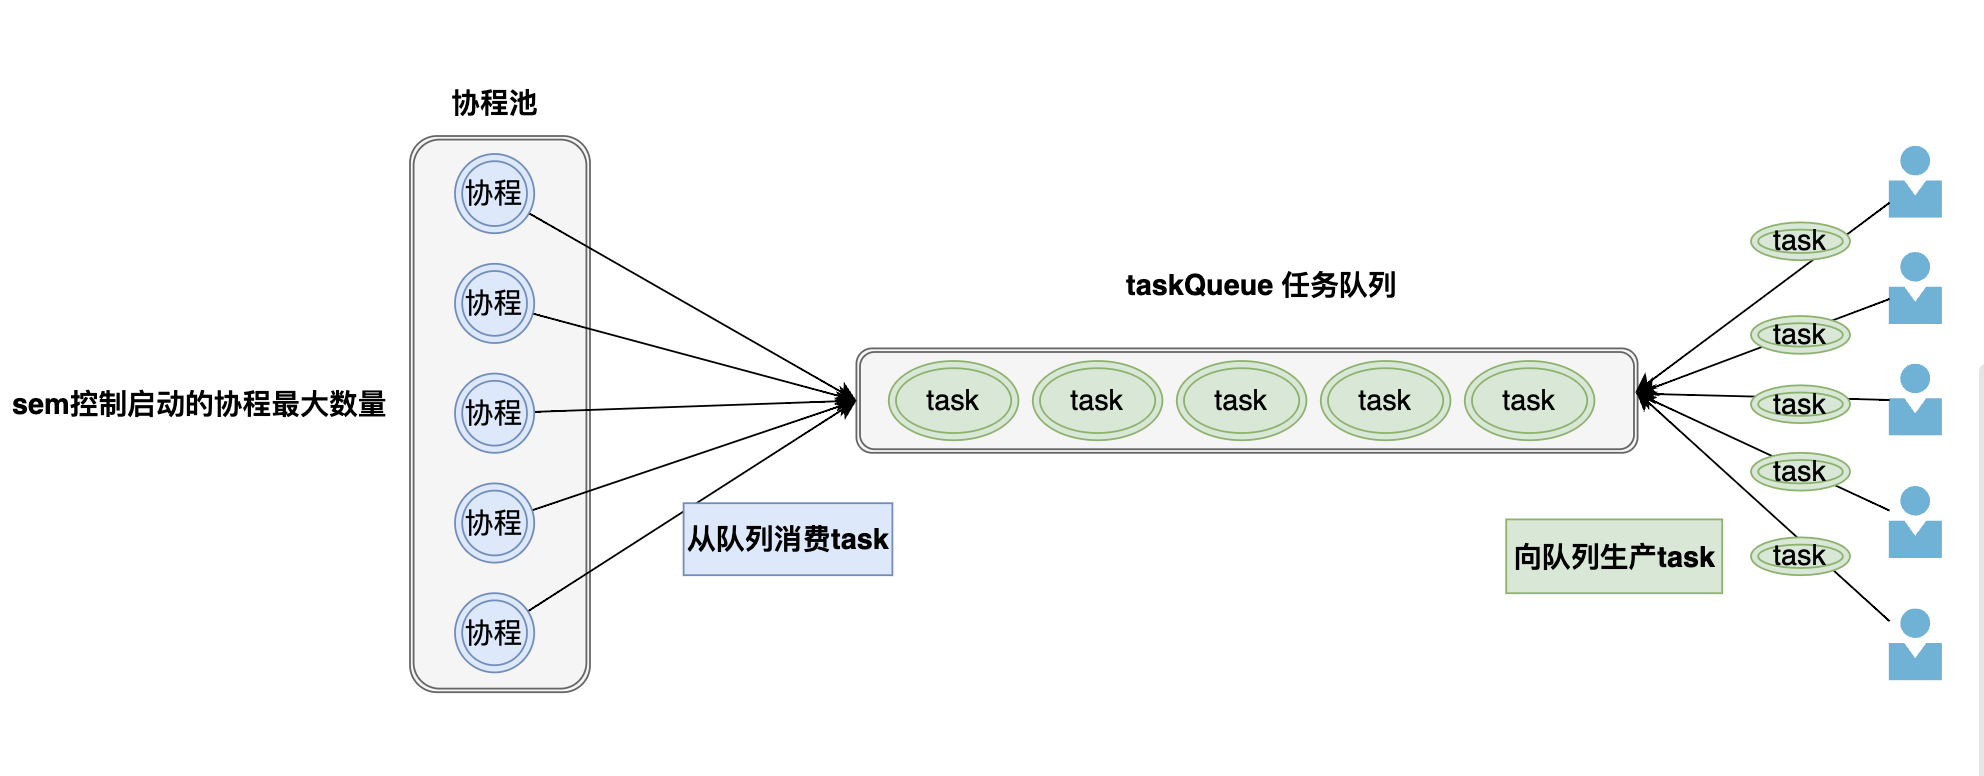 协程池
协程
协程
协程
协程
协程
sem控制启动的协程最大数量
从队列消费task
taskQueue 任务队列
task
task
task
task
task
向队列生产task
task
task
task
task
task